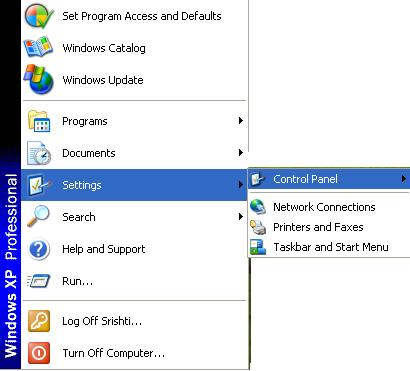 Set Program Access and Defaults
Windows Catalog
Windows Update
Programs
Documents
Settings
Search
Help and Support
Run...
Log Off Srishti...
Turn Off Computer...
Control Panel
Network Connections
Printers and Faxes
Taskbar and Start Menu
Windows XP Professional